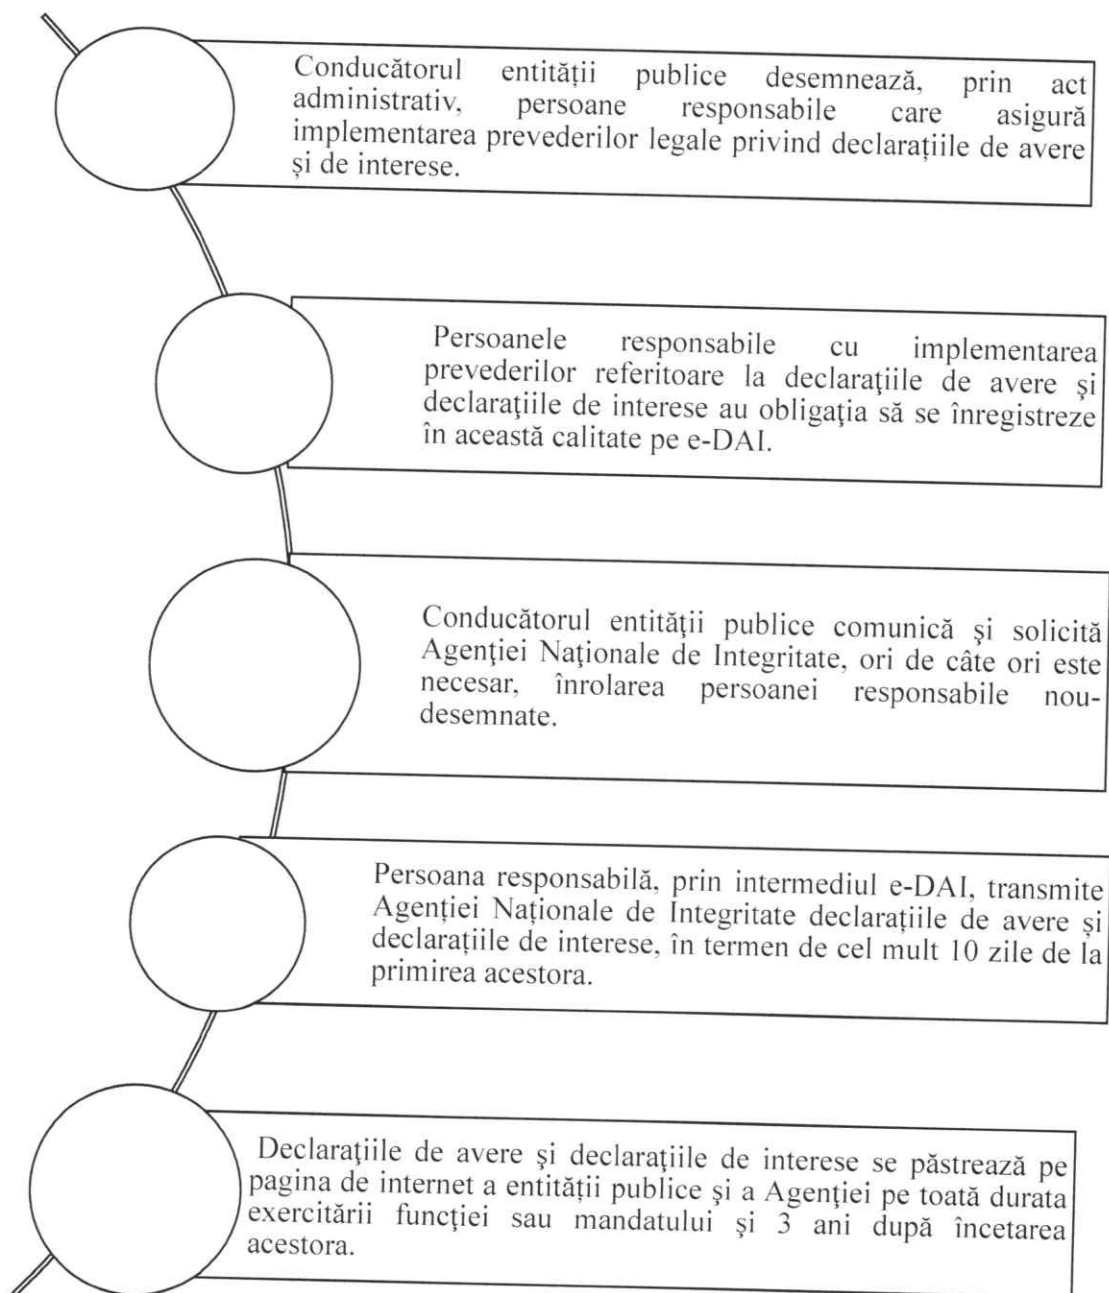 Conducătorul entității publice desemnează, prin act
administrativ, persoane responsabile care asigură
implementarea prevederilor legale privind declarațiile de avere
și de interese.
Persoanele responsabile cu implementarea
prevederilor referitoare la declarațiile de avere și
declarațiile de interese au obligația să se înregistreze
în această calitate pe e-DAI.
Conducătorul entității publice comunică și solicită
Agenției Naționale de Integritate, ori de câte ori este
necesar, înrolarea persoanei responsabile nou-
desemnate.
Persoana responsabilă, prin intermediul e-DAI, transmite
Agenției Naționale de Integritate declarațiile de avere și
declarațiile de interese, în termen de cel mult 10 zile de la
primirea acestora.
Declarațiile de avere și declarațiile de interese se păstrează pe
pagina de internet a entității publice și a Agenției pe toată durata
exercitării funcției sau mandatului și 3 ani după încetarea
acestora.